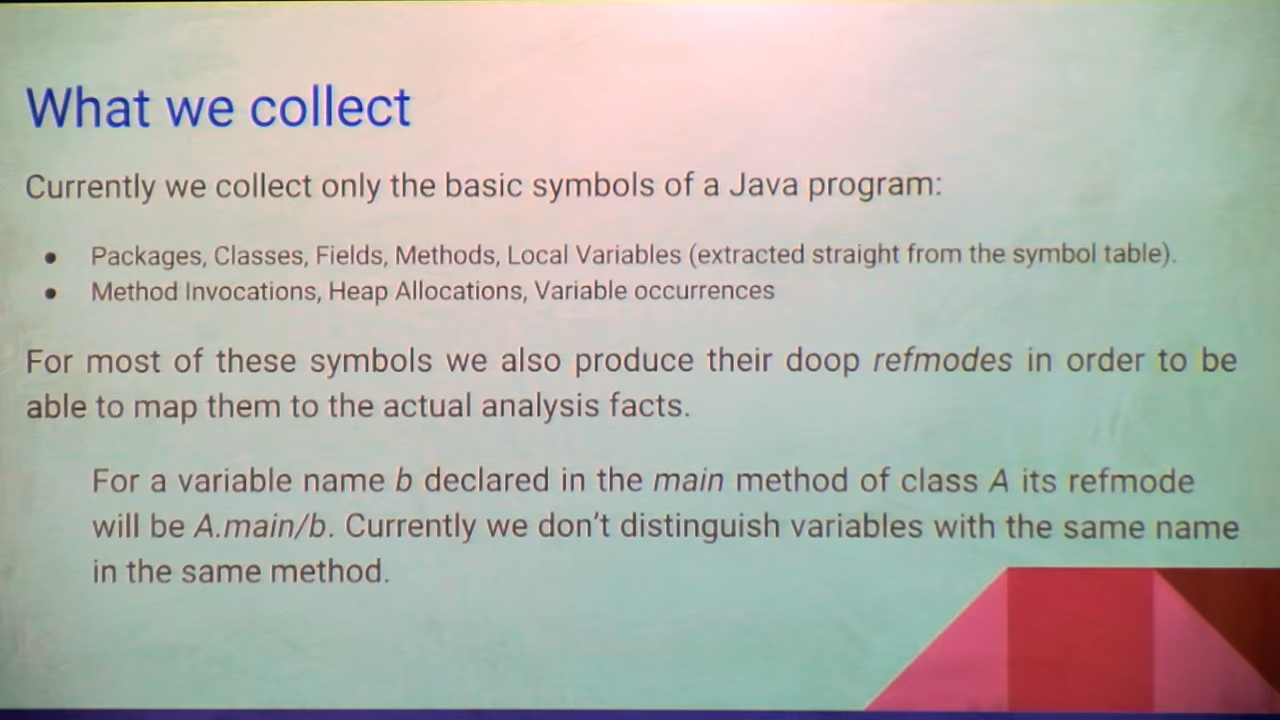 What we collect
Currently we collect only the basic symbols of a Java program:
● Packages, Classes, Fields, Methods, Local Variables (extracted straight from the symbol table).
● Method Invocations, Heap Allocations, Variable occurrences
For most of these symbols we also produce their doop refmodes in order to be
able to map them to the actual analysis facts.
For a variable name b declared in the main method of class A its refmode
will be A.main/b. Currently we don't distinguish variables with the same name
in the same method.